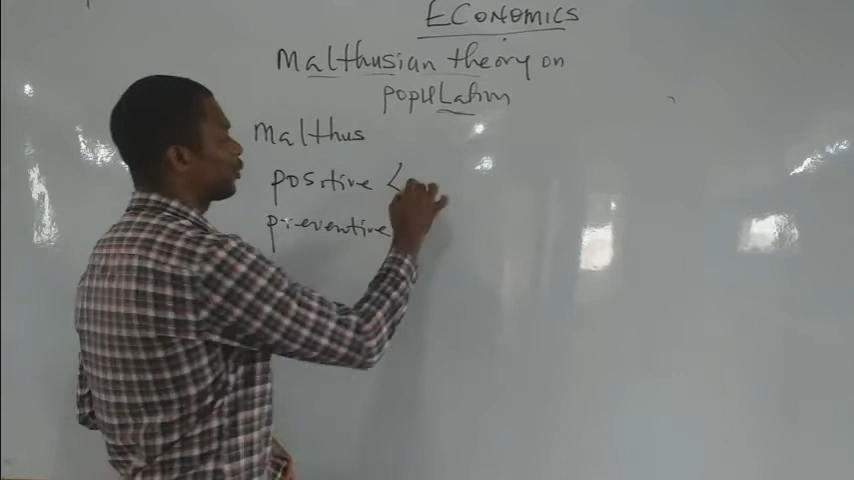 ECONOMICS
Malthusian theory on
population
Malthus
positive <
preventive